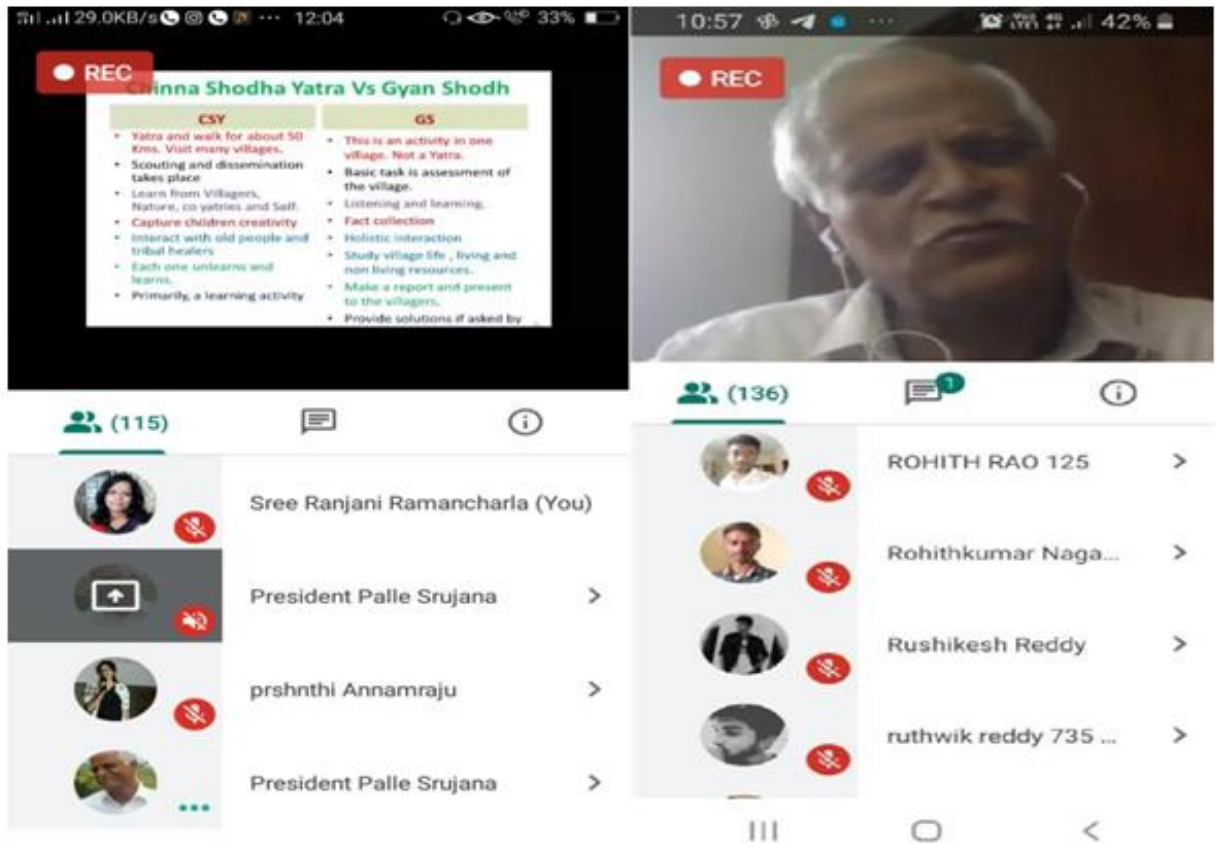 29.0KB/s ... 12:04 33%
REC
Chinna Shodha Yatra Vs Gyan Shodh
CSY
• Yatra and walk for about 50
Kms. Visit many villages.
• Scouting and dissemination
takes place
• Learn from Villagers,
Nature, co yatries and Self.
• Capture children creativity
• Interact with old people and
tribal healers
• Each one unlearns and
learns.
• Primarily, a learning activity
GS
• This is an activity in one
village. Not a Yatra.
• Basic task is assessment of
the village.
• Listening and learning.
• Fact collection
• Holistic interaction
• Study village life , living and
non living resources.
• Make a report and present
to the villagers.
• Provide solutions if asked by
(115)
Sree Ranjani Ramancharla (You)
President Palle Srujana
prshnthi Annamraju
President Palle Srujana
10:57 ... 42%
REC
(136)
1
ROHITH RAO 125
Rohithkumar Naga...
Rushikesh Reddy
ruthwik reddy 735 ...